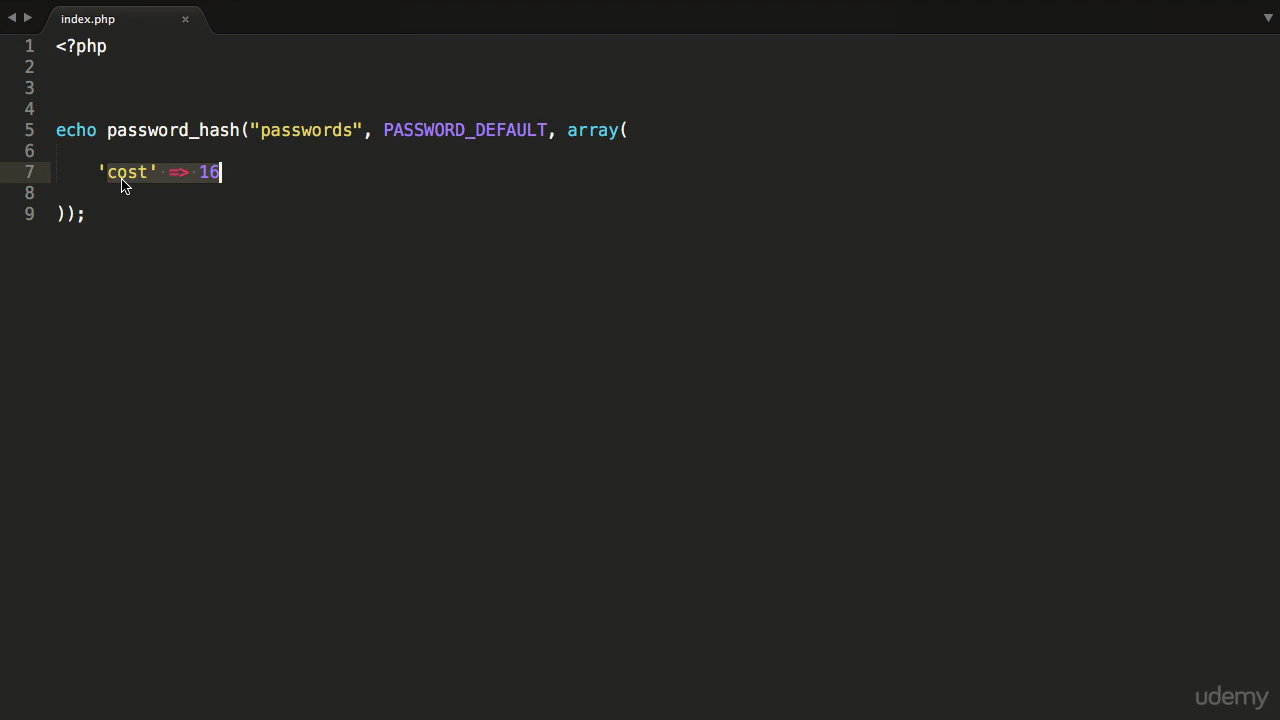 index.php
1 <?php
2
3
4
5 echo password_hash("passwords", PASSWORD_DEFAULT, array(
6
7 'cost' => 16
8
9 ));
udemy